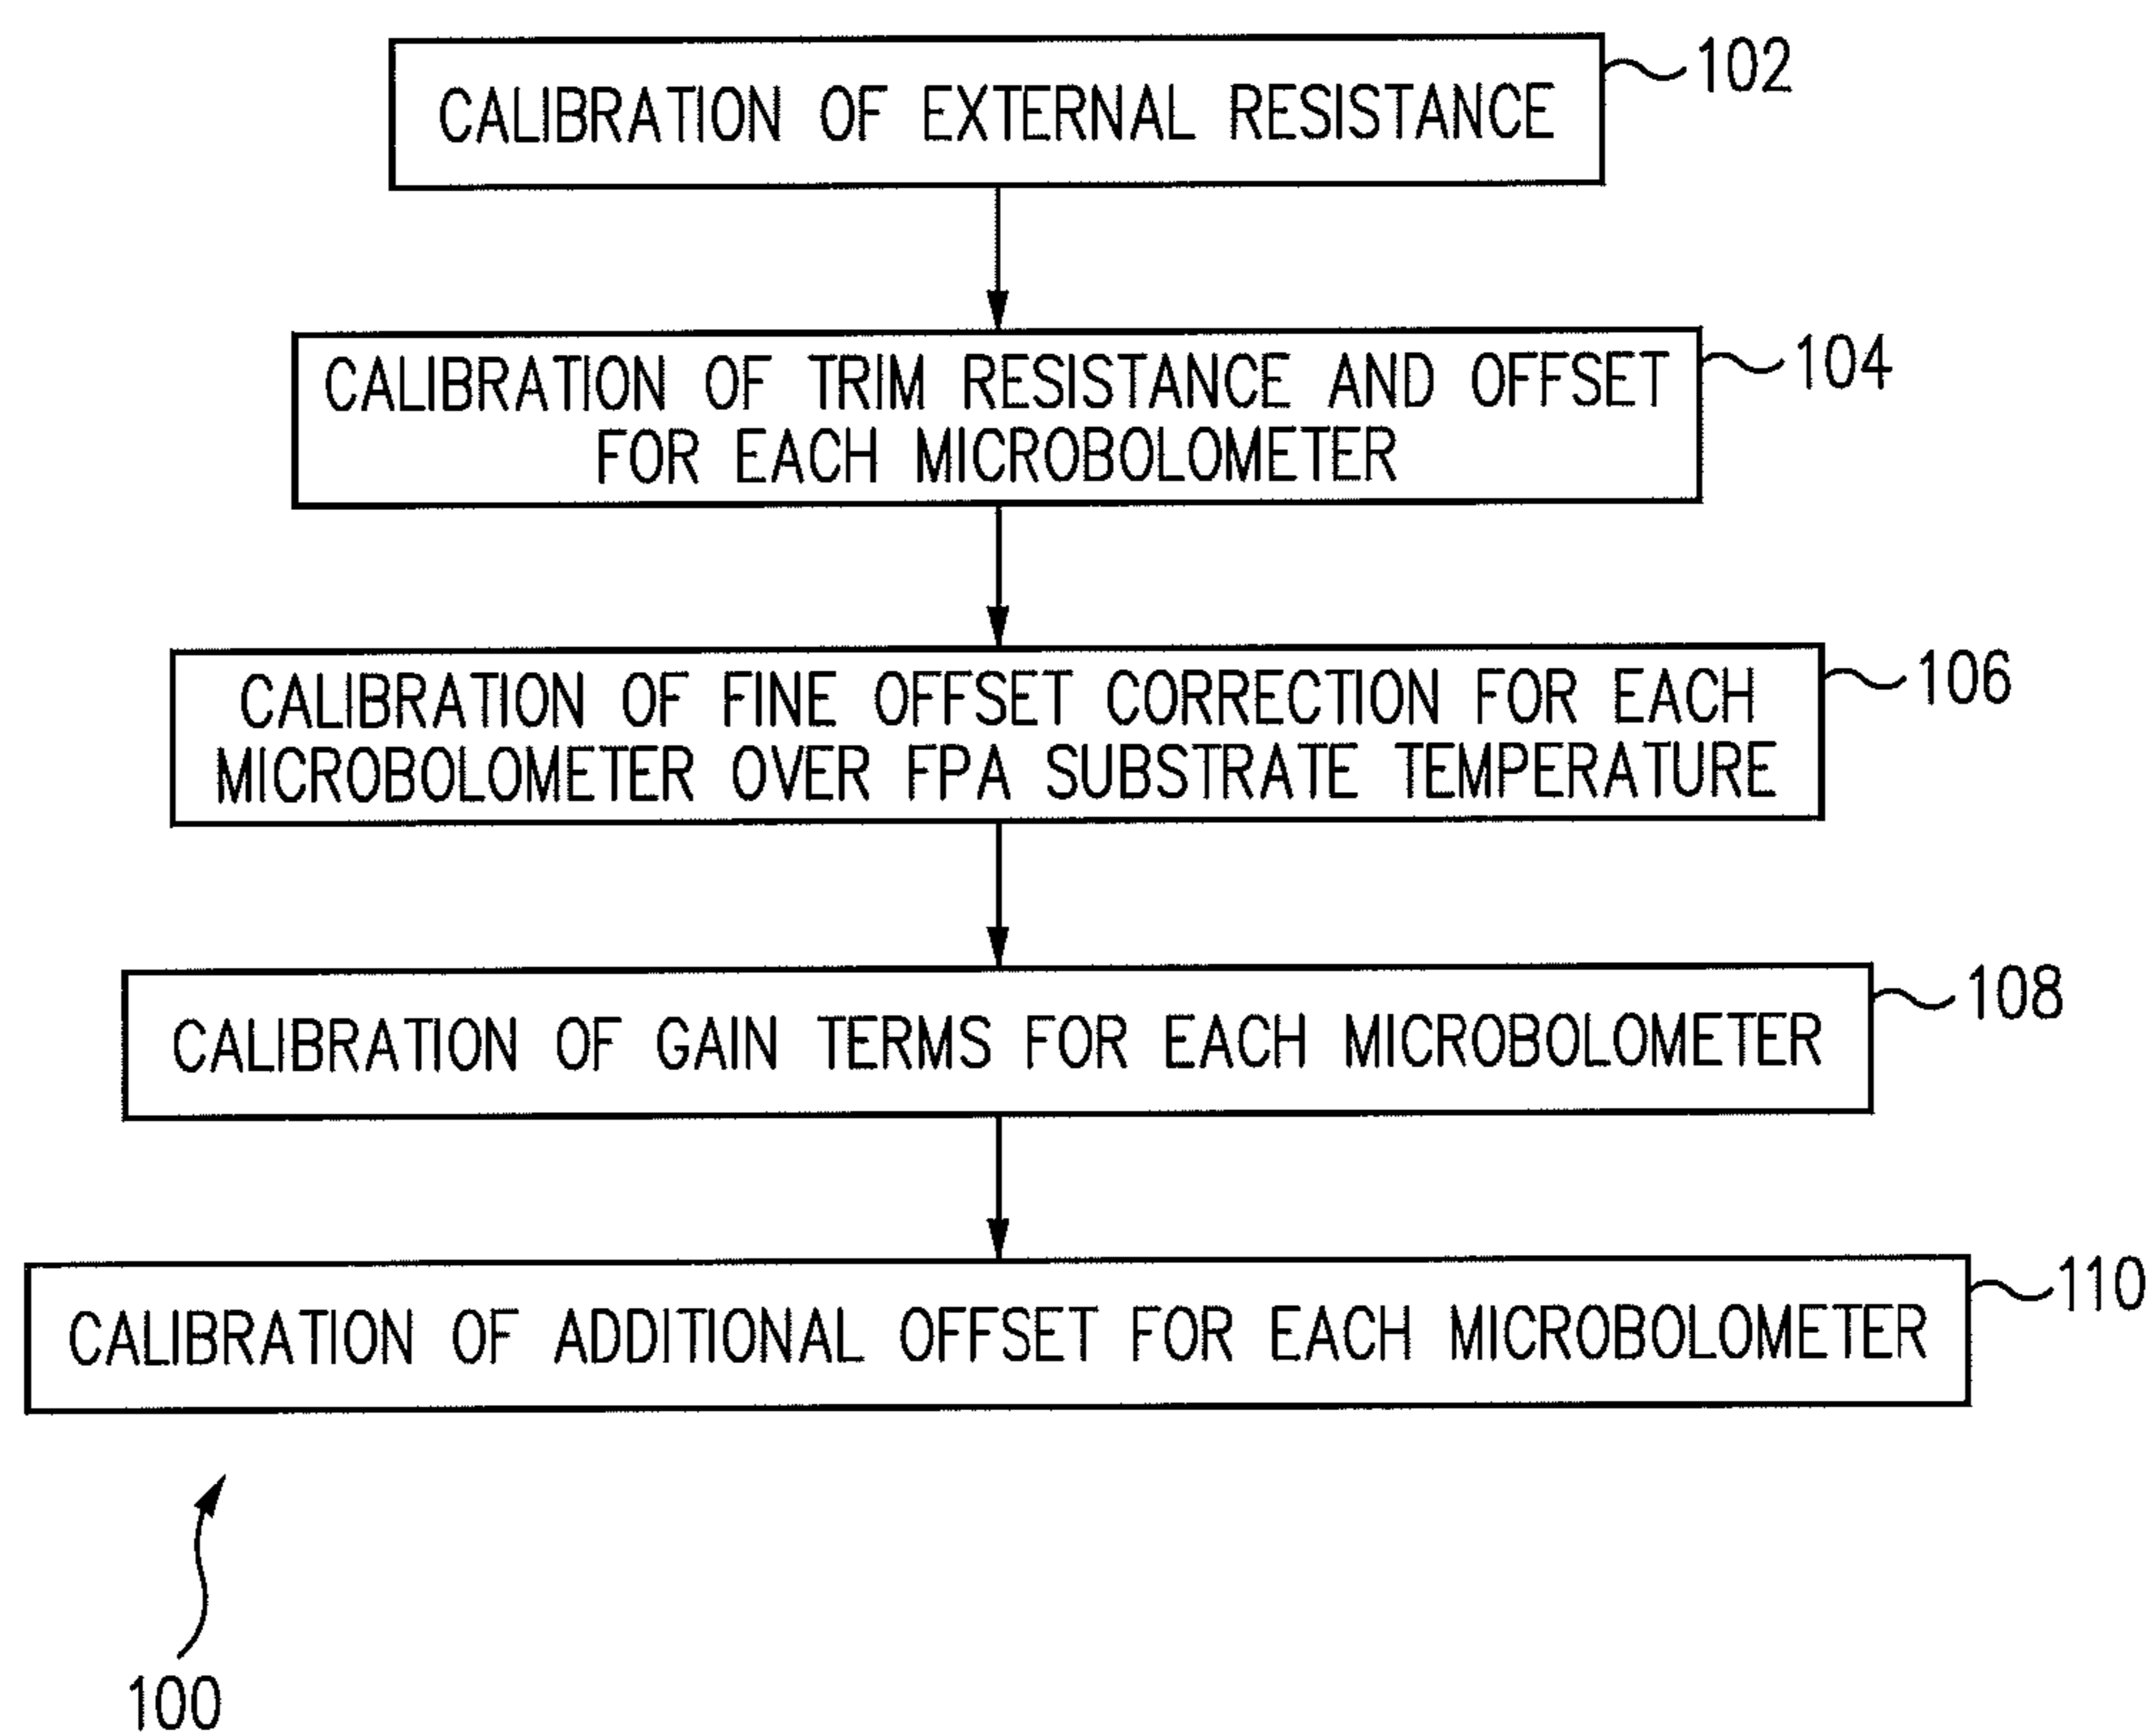 CALIBRATION OF EXTERNAL RESISTANCE
102
CALIBRATION OF TRIM RESISTANCE AND OFFSET
FOR EACH MICROBOLOMETER
104
CALIBRATION OF FINE OFFSET CORRECTION FOR EACH
MICROBOLOMETER OVER FPA SUBSTRATE TEMPERATURE
106
CALIBRATION OF GAIN TERMS FOR EACH MICROBOLOMETER
108
CALIBRATION OF ADDITIONAL OFFSET FOR EACH MICROBOLOMETER
110
100